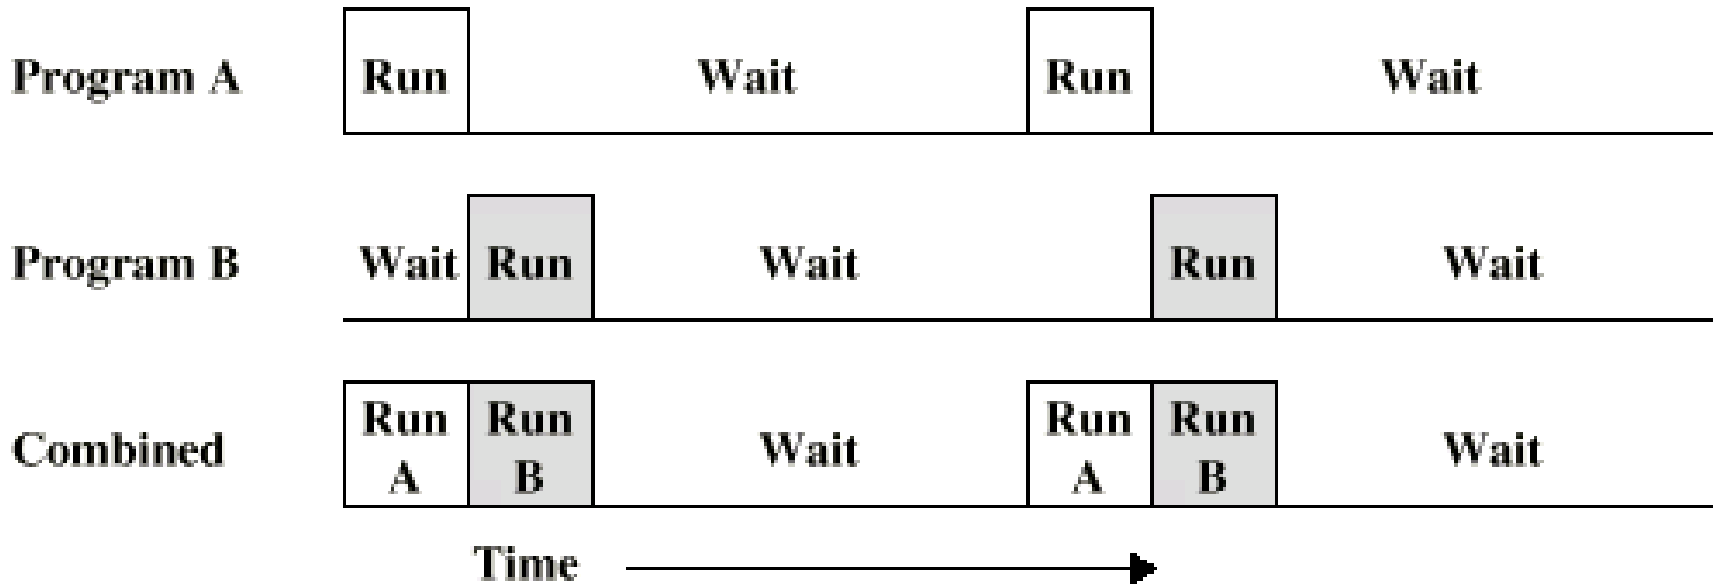 Program A Run Wait Run Wait
Program B Wait Run Wait Run Wait
Combined Run A Run B Wait Run A Run B Wait
Time